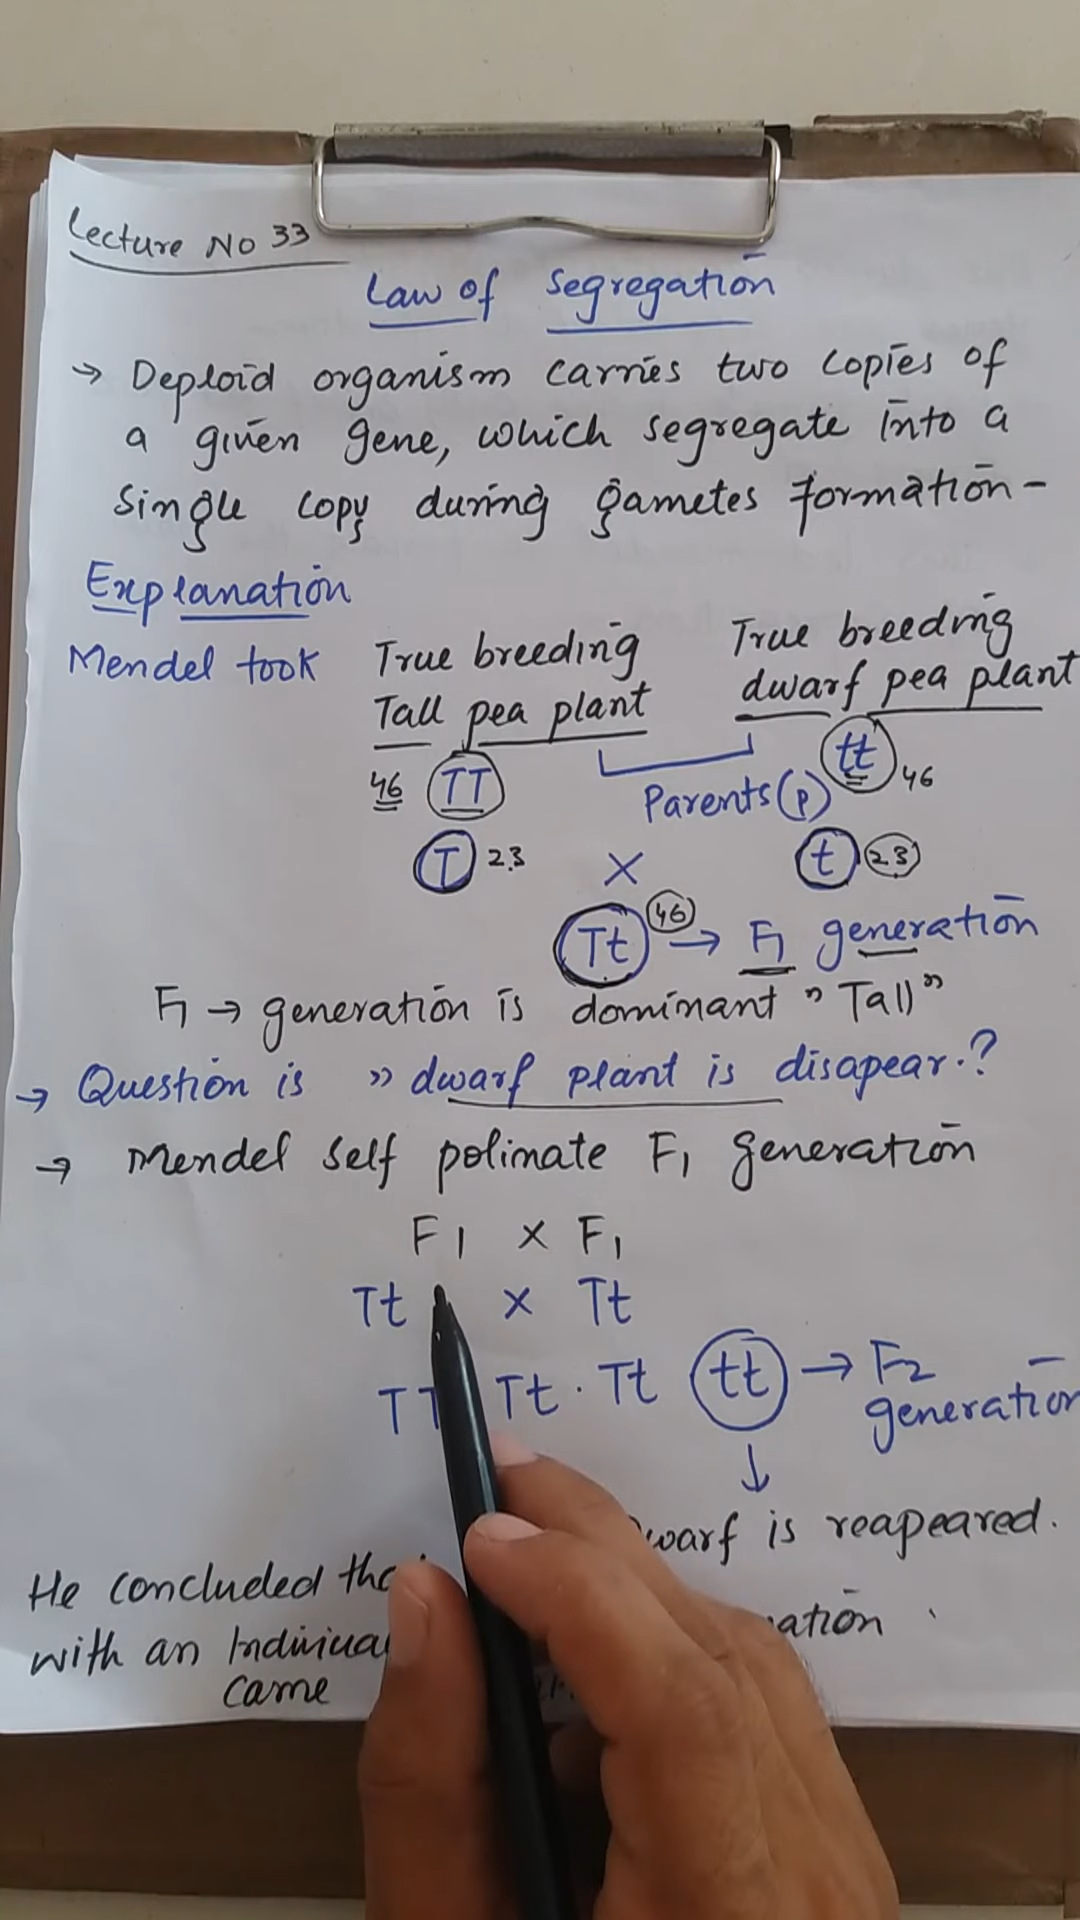 Lecture No 33
Law of segregation
→ Deploid organism carries two copies of
a given gene, which segregate into a
single copy during gametes formation-
Explanation
Mendel took True breeding Tall pea plant True breeding dwarf pea plant
46 TT Parents (p) tt 46
T 23 × t 23
Tt 46 → F1 generation
F1 → generation is dominant "Tall"
→ Question is "dwarf plant is disapear.?
→ Mendel self polinate F1 generation
F1 × F1
Tt × Tt
TT Tt . Tt tt → F2 generation
↓
warf is reapeared.
He concluded tha
with an
came